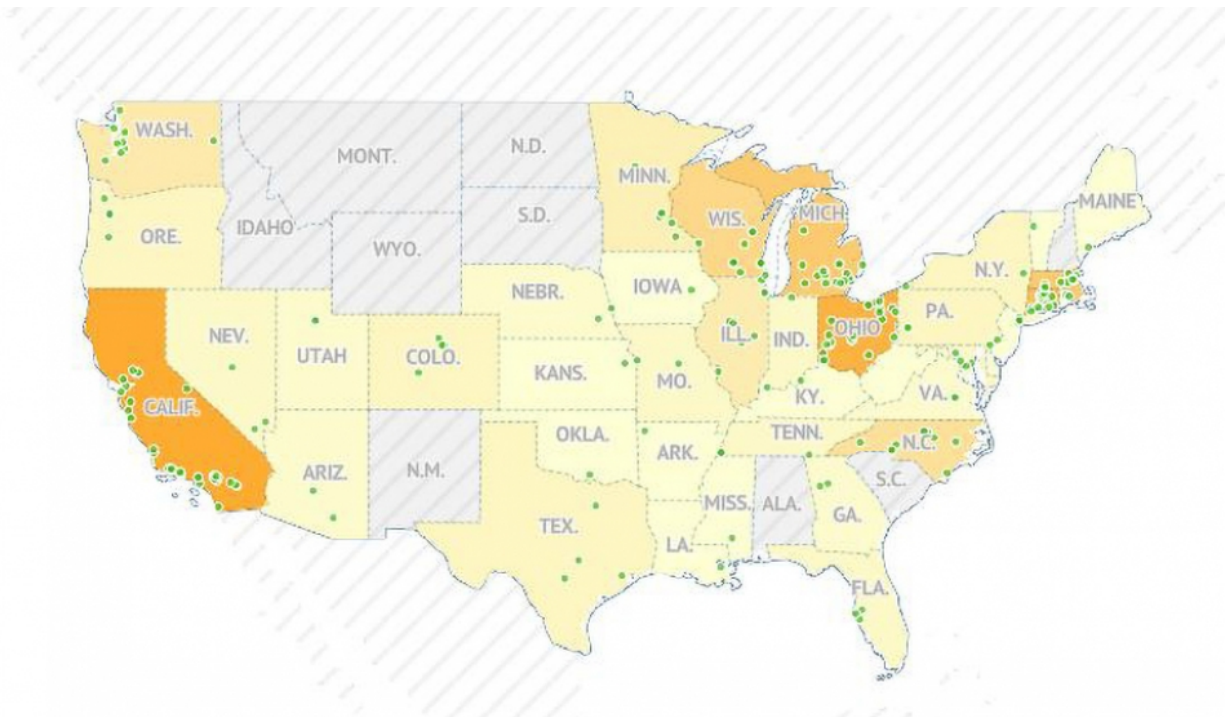 WASH.
MONT.
N.D.
MINN.
MAINE
WIS.
MICH
S.D.
IDAHO
ORE.
WYO.
N.Y.
NEBR.
IOWA
PA.
NEV.
OHIO
ILL.
IND.
UTAH
COLO.
KANS.
MO.
VA.
KY.
CALIF.
TENN.
OKLA.
N.C.
ARK.
ARIZ.
N.M.
S.C.
MISS.
ALA.
GA.
TEX.
LA.
FLA.